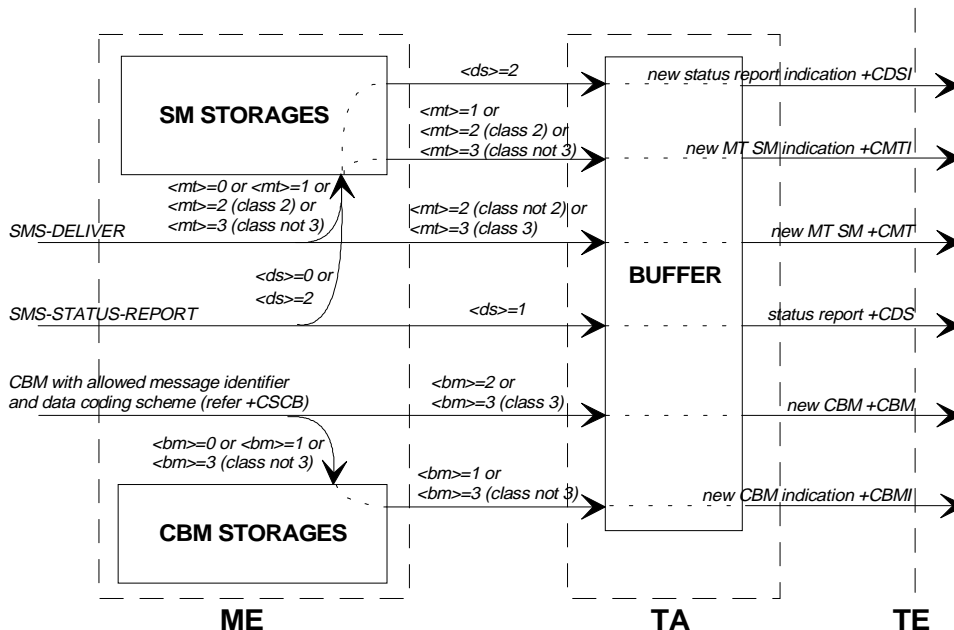 <ds>=2
new status report indication +CDSI
SM STORAGES
<mt>=1 or
<mt>=2 (class 2) or
<mt>=3 (class not 3)
new MT SM indication +CMTI
<mt>=0 or <mt>=1 or
<mt>=2 (class 2) or
<mt>=3 (class not 3)
SMS-DELIVER
<mt>=2 (class not 2) or
<mt>=3 (class 3)
new MT SM +CMT
BUFFER
<ds>=0 or
<ds>=2
SMS-STATUS-REPORT
<ds>=1
status report +CDS
CBM with allowed message identifier
and data coding scheme (refer +CSCB)
<bm>=2 or
<bm>=3 (class 3)
new CBM +CBM
<bm>=0 or <bm>=1 or
<bm>=3 (class not 3)
<bm>=1 or
<bm>=3 (class not 3)
new CBM indication +CBMI
CBM STORAGES
ME
TA
TE